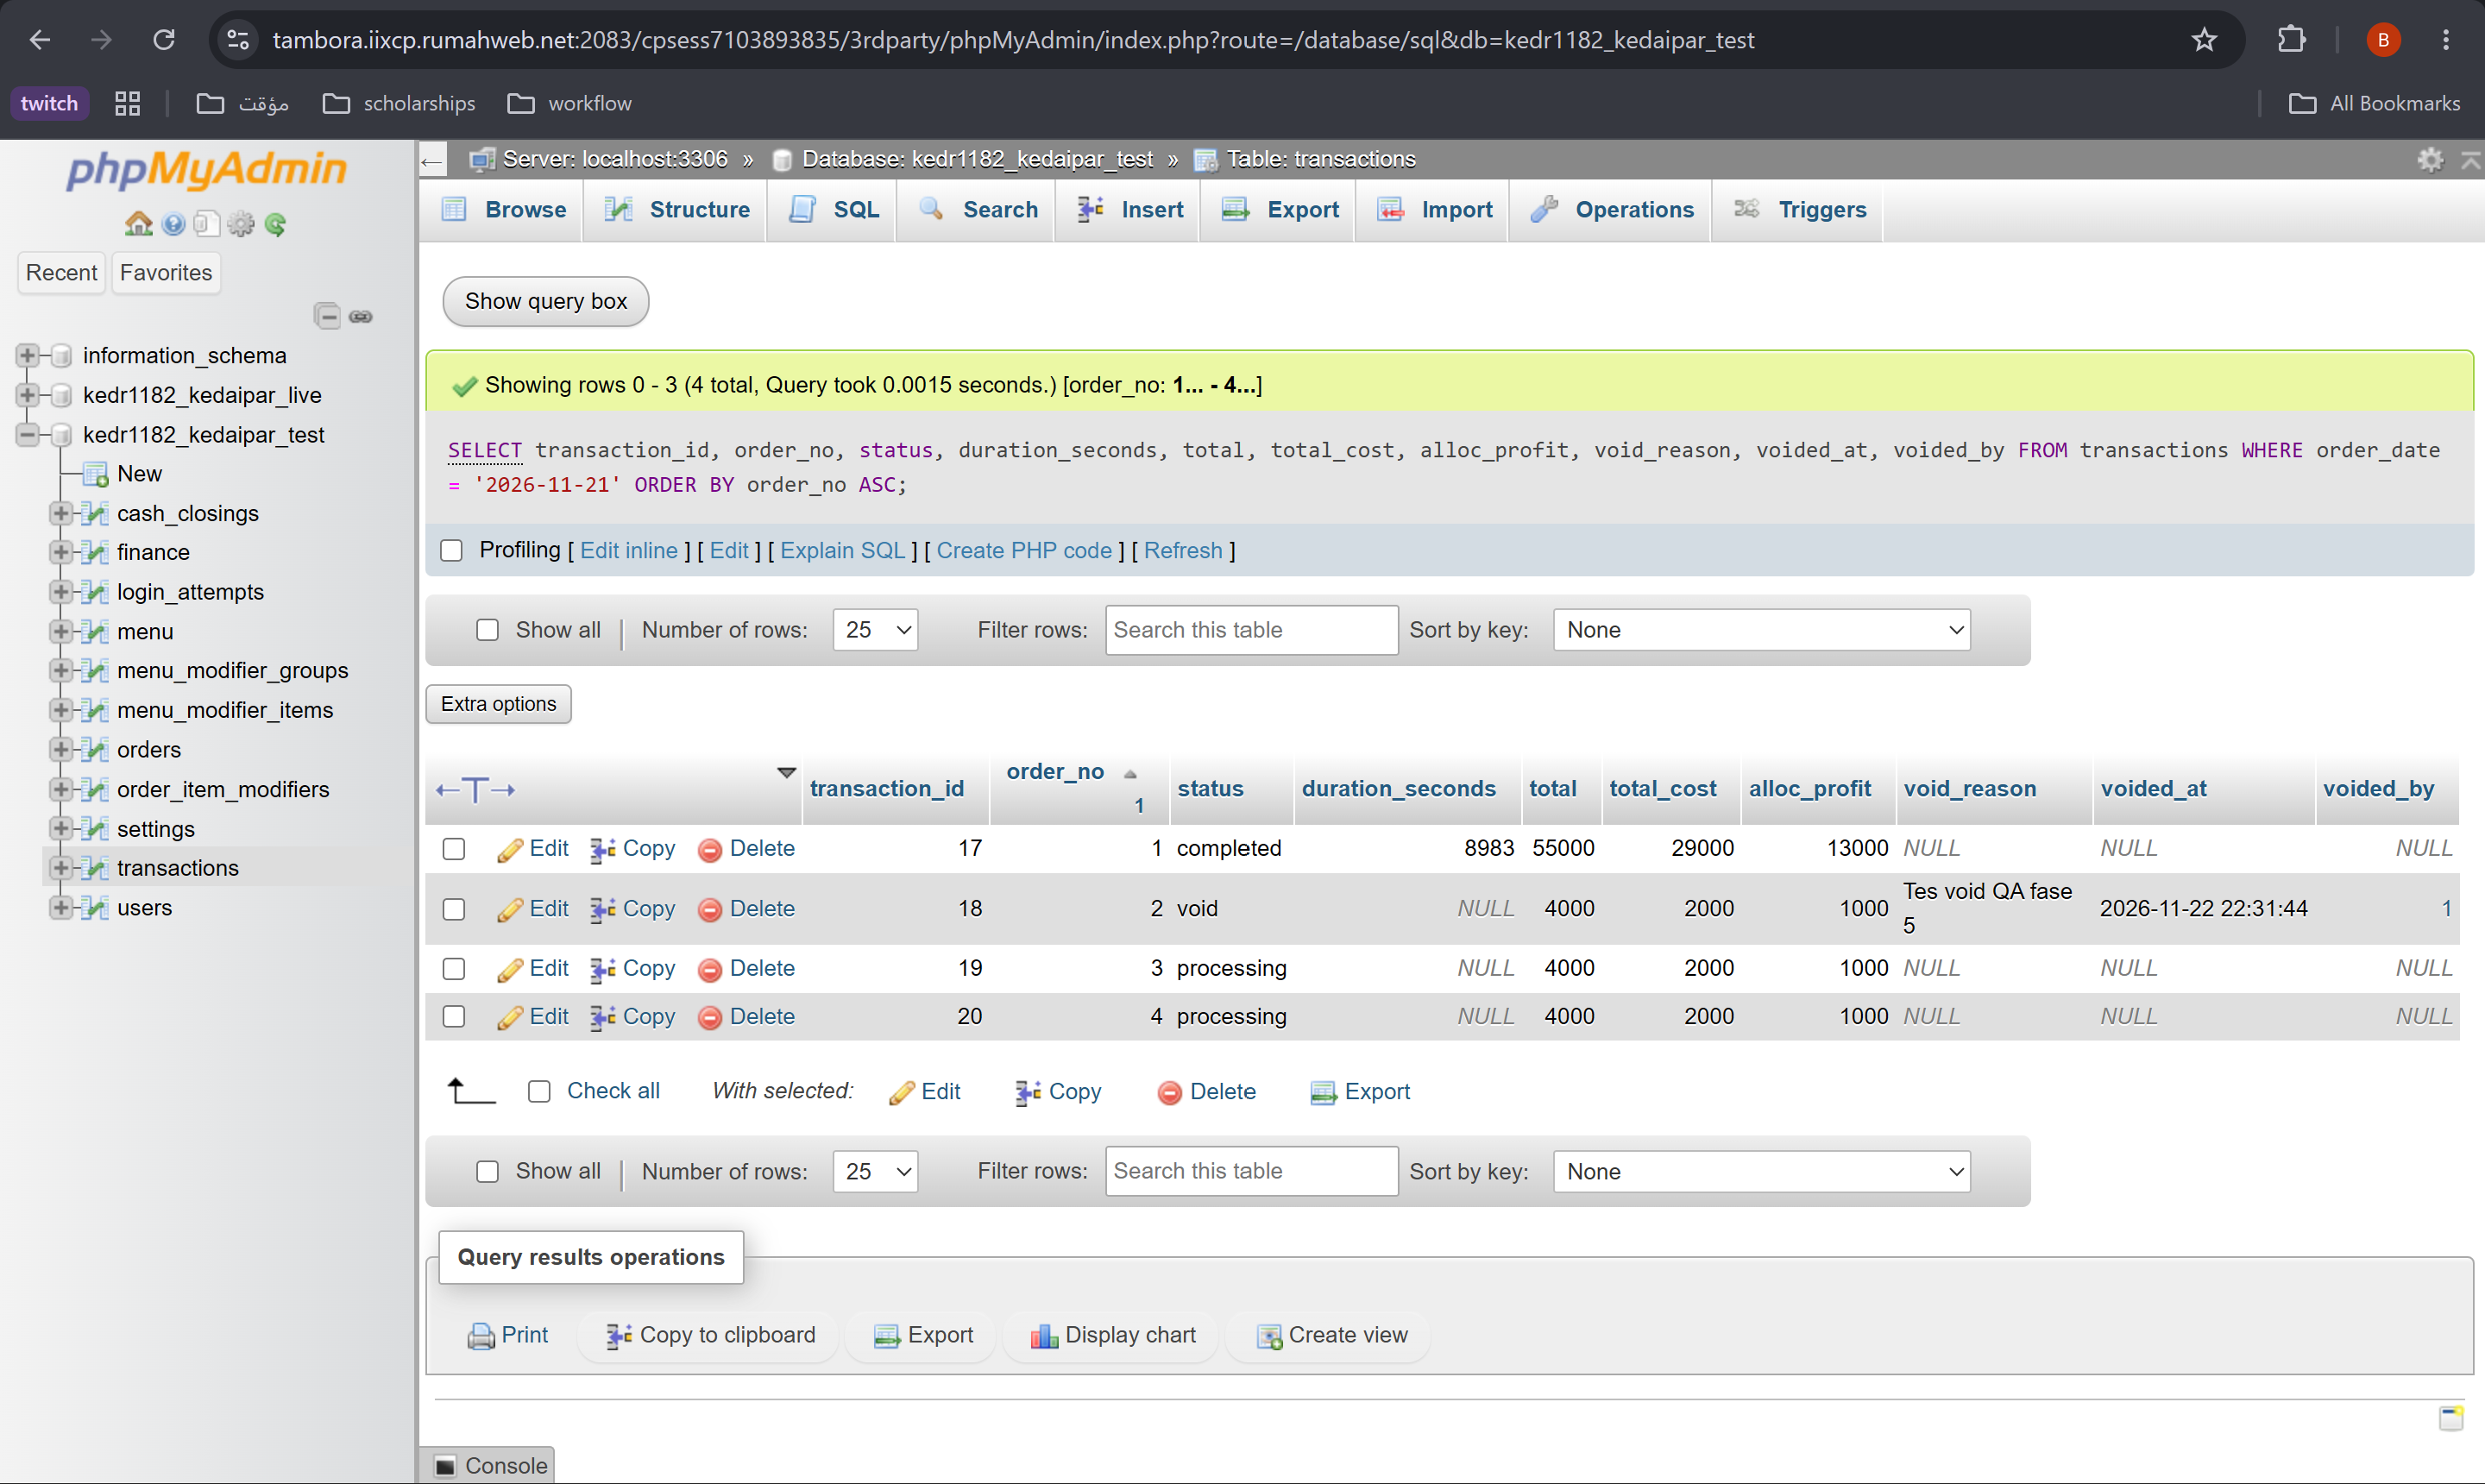 tambora.iixcp.rumahweb.net:2083/cpsess7103893835/3rdparty/phpMyAdmin/index.php?route=/database/sql&db=kedr1182_kedaipar_test
B
twitch
مؤقت
scholarships
workflow
All Bookmarks
phpMyAdmin
Recent
Favorites
information_schema
kedr1182_kedaipar_live
kedr1182_kedaipar_test
New
cash_closings
finance
login_attempts
menu
menu_modifier_groups
menu_modifier_items
orders
order_item_modifiers
settings
transactions
users
Server: localhost:3306 » Database: kedr1182_kedaipar_test » Table: transactions
Browse Structure SQL Search Insert Export Import Operations Triggers
Show query box
Showing rows 0 - 3 (4 total, Query took 0.0015 seconds.) [order_no: 1... - 4...]
SELECT transaction_id, order_no, status, duration_seconds, total, total_cost, alloc_profit, void_reason, voided_at, voided_by FROM transactions WHERE order_date
= '2026-11-21' ORDER BY order_no ASC;
Profiling [ Edit inline ] [ Edit ] [ Explain SQL ] [ Create PHP code ] [ Refresh ]
Show all | Number of rows: 25 Filter rows: Search this table Sort by key: None
Extra options
←T→ transaction_id order_no 1 status duration_seconds total total_cost alloc_profit void_reason voided_at voided_by
Edit Copy Delete 17 1 completed 8983 55000 29000 13000 NULL NULL NULL
Edit Copy Delete 18 2 void NULL 4000 2000 1000 Tes void QA fase 5 2026-11-22 22:31:44 1
Edit Copy Delete 19 3 processing NULL 4000 2000 1000 NULL NULL NULL
Edit Copy Delete 20 4 processing NULL 4000 2000 1000 NULL NULL NULL
Check all With selected: Edit Copy Delete Export
Show all | Number of rows: 25 Filter rows: Search this table Sort by key: None
Query results operations
Print Copy to clipboard Export Display chart Create view
Console